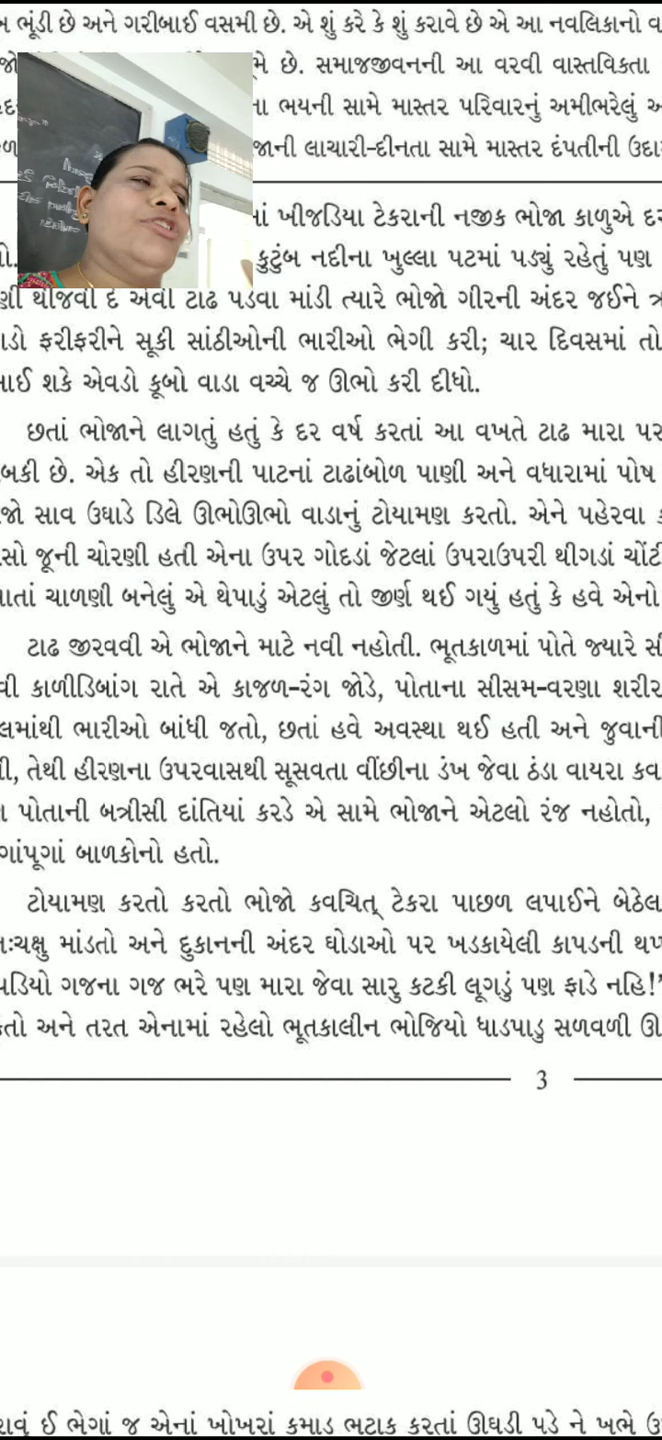 ભૂંડી છે અને ગરીબાઈ વસમી છે. એ શું કરે કે શું કરાવે છે એ આ નવલિકાનો
છે. સમાજજીવનની આ વરવી વાસ્તવિકતા
ભયની સામે માસ્તર પરિવારનું અમીભરેલું
લાચારી-દીનતા સામે માસ્તર દંપતીની
ખીજડિયા ટેકરાની નજીક ભોજા કાળુએ
કુટુંબ નદીના ખુલ્લા પટમાં પડ્યું રહેતું પણ
થીજવી દે એવી ટાઢ પડવા માંડી ત્યારે ભોજો ગીરની અંદર જઈને
ફરીફરીને સૂકી સાંઠીઓની ભારીઓ ભેગી કરી; ચાર દિવસમાં તો
શકે એવડો કૂબો વાડા વચ્ચે જ ઊભો કરી દીધો.
છતાં ભોજાને લાગતું હતું કે દર વર્ષ કરતાં આ વખતે ટાઢ મારા પર
બકી છે. એક તો હીરણની પાટનાં ટાઢાંબોળ પાણી અને વધારામાં પોષ
સાવ ઉઘાડે ડિલે ઊભોઊભો વાડાનું ટોયામણ કરતો. એને પહેરવા
જૂની ચોરણી હતી એના ઉપર ગોદડાં જેટલાં ઉપરાઉપરી થીગડાં
ચાળણી બનેલું એ થેપાડું એટલું તો જીર્ણ થઈ ગયું હતું કે હવે એનો
ટાઢ જીરવવી એ ભોજાને માટે નવી નહોતી. ભૂતકાળમાં પોતે જ્યારે
કાળીડિબાંગ રાતે એ કાજળ-રંગ જોડે, પોતાના સીસમ-વરણા
ભારીઓ બાંધી જતો, છતાં હવે અવસ્થા થઈ હતી અને જુવાની
તેથી હીરણના ઉપરવાસથી સૂસવતા વીંછીના ડંખ જેવા ઠંડા વાયરા
પોતાની બત્રીસી દાંતિયાં કરડે એ સામે ભોજાને એટલો રંજ નહોતો,
બાળકોનો હતો.
ટોયામણ કરતો કરતો ભોજો કવચિત્ ટેકરા પાછળ લપાઈને બેઠેલ
માંડતો અને દુકાનની અંદર ઘોડાઓ પર ખડકાયેલી કાપડની
ગજના ગજ ભરે પણ મારા જેવા સારુ કટકી લૂગડું પણ ફાડે નહિ!'
અને તરત એનામાં રહેલો ભૂતકાલીન ભોજિયો ધાડપાડુ સળવળી
3
ઈ ભેગાં જ એનાં ખોખરાં કમાડ ભટાક કરતાં ઊઘડી પડે ને ખભે